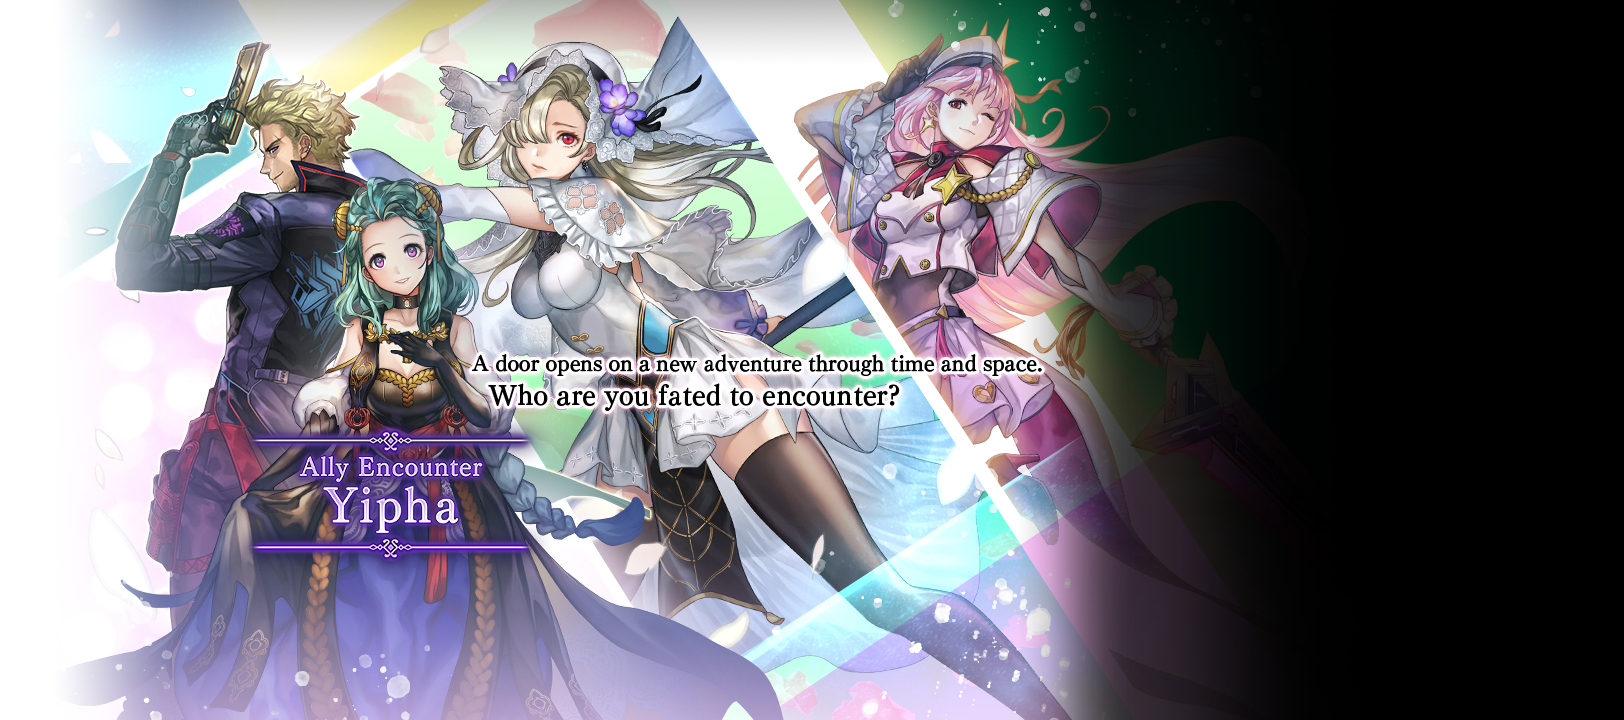 A door opens on a new adventure through time and space.
Who are you fated to encounter?
Ally Encounter
Yipha